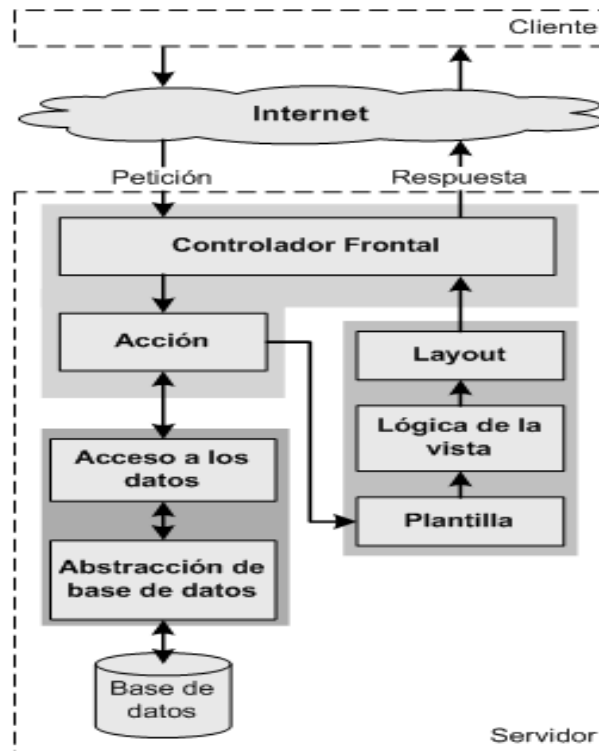 Cliente
Internet
Petición
Respuesta
Controlador Frontal
Acción
Layout
Lógica de la
vista
Plantilla
Acceso a los
datos
Abstracción de
base de datos
Base de
datos
Servidor